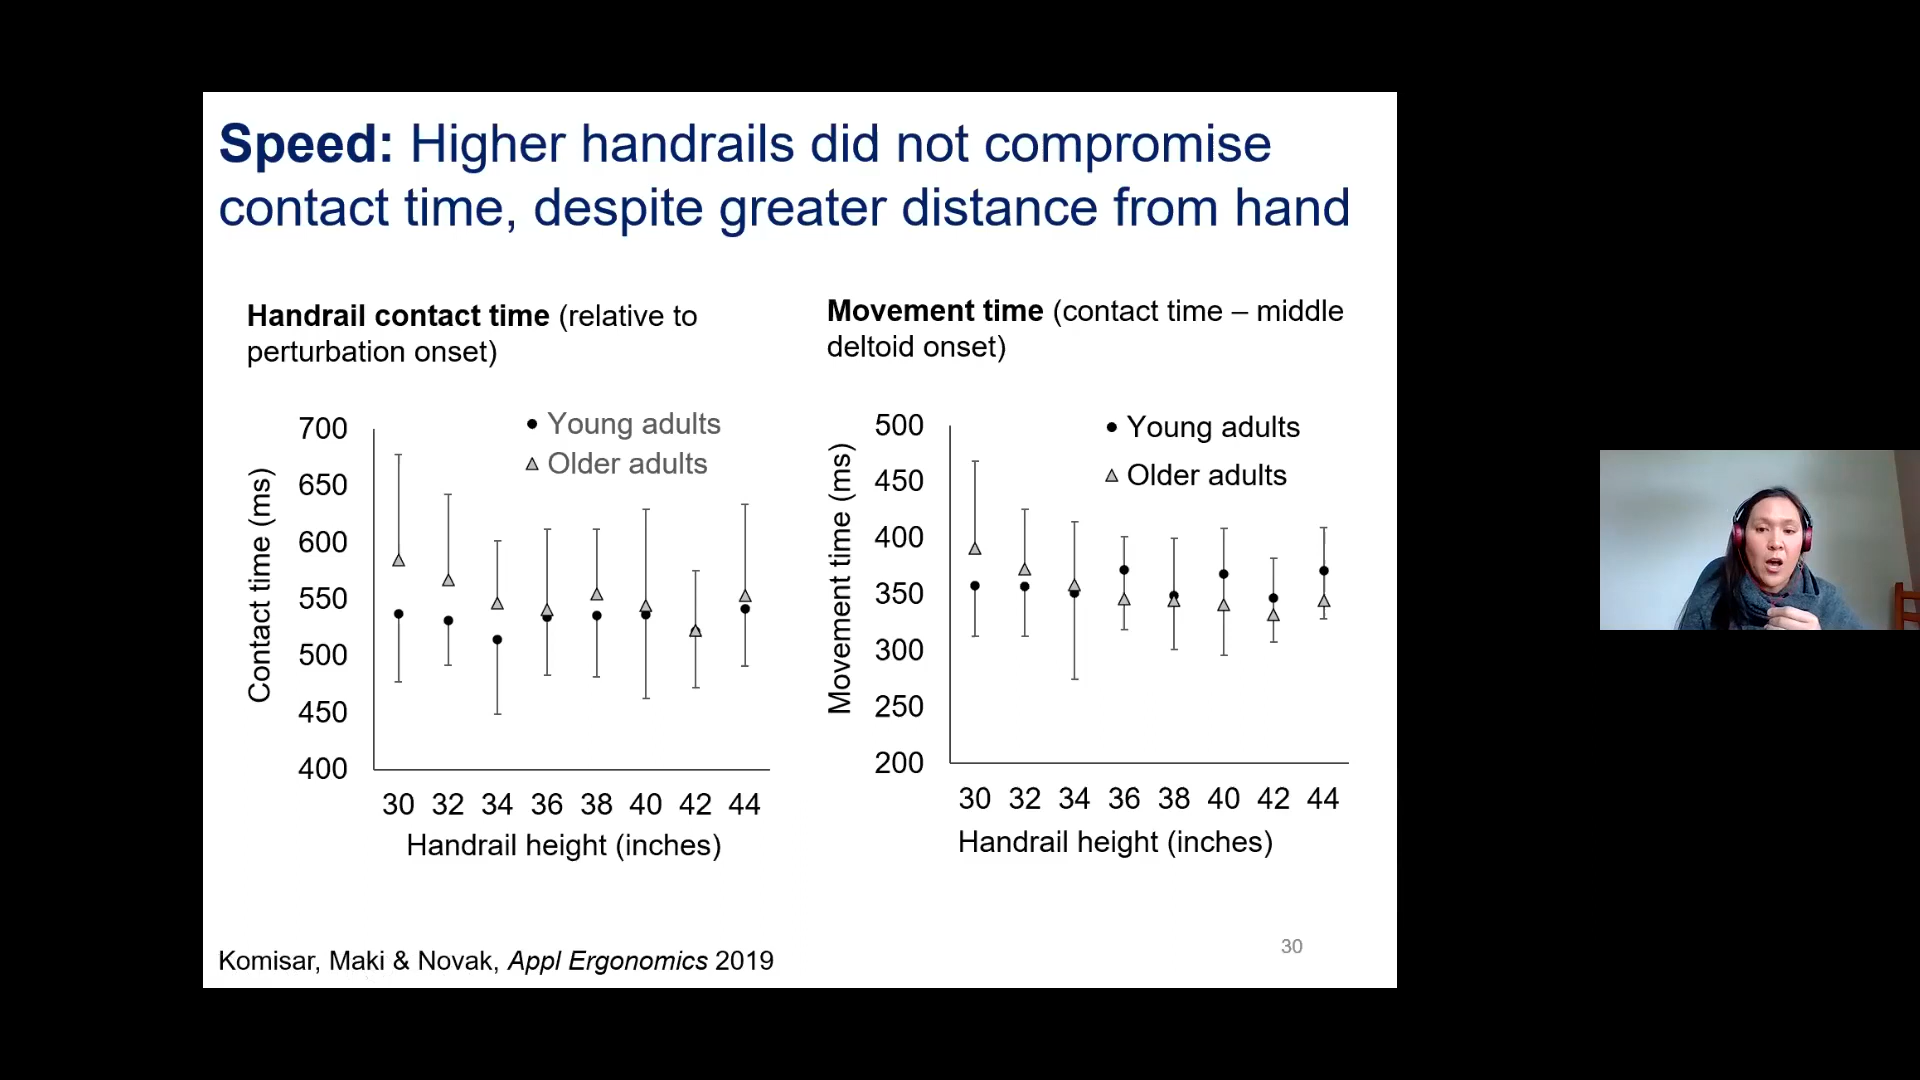 Speed: Higher handrails did not compromise
contact time, despite greater distance from hand
Handrail contact time (relative to
perturbation onset)
Contact time (ms)
700
650
600
550
500
450
400
Young adults
Older adults
30 32 34 36 38 40 42 44
Handrail height (inches)
Movement time (contact time – middle
deltoid onset)
Movement time (ms)
500
450
400
350
300
250
200
Young adults
Older adults
30 32 34 36 38 40 42 44
Handrail height (inches)
Komisar, Maki & Novak, Appl Ergonomics 2019
30